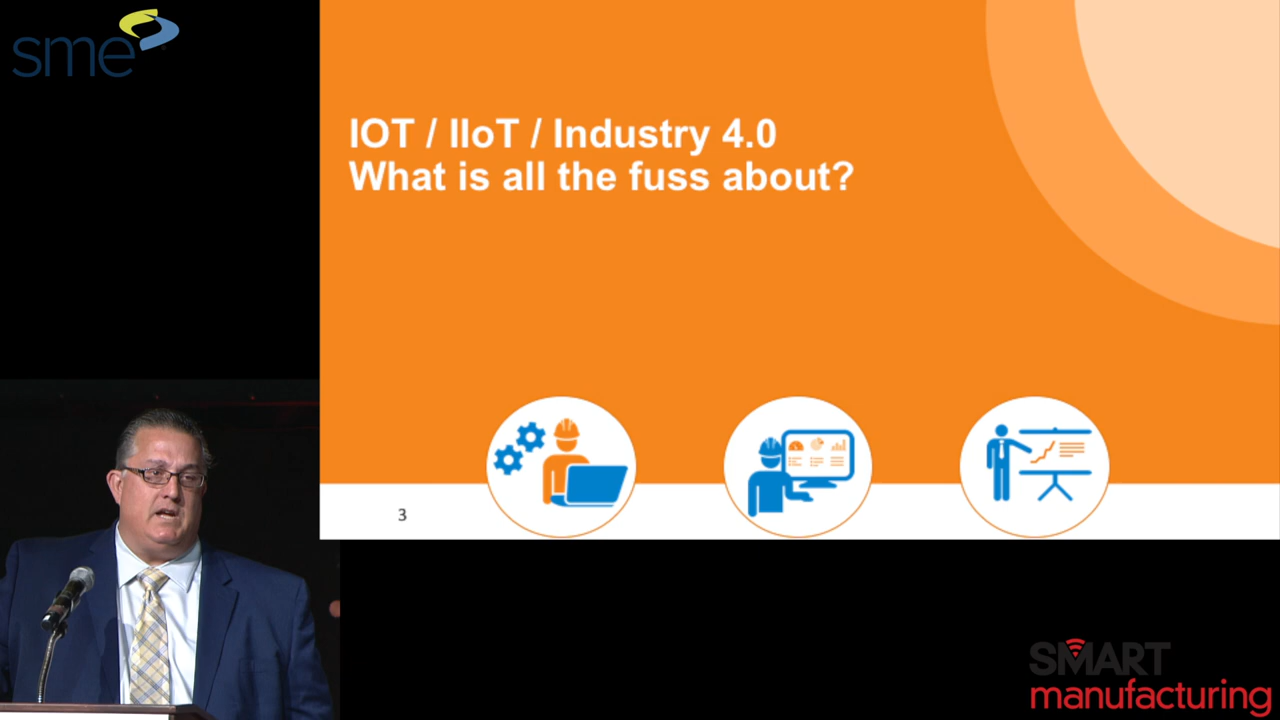 sme
IOT / IIoT / Industry 4.0
What is all the fuss about?
3
SMART
manufacturing